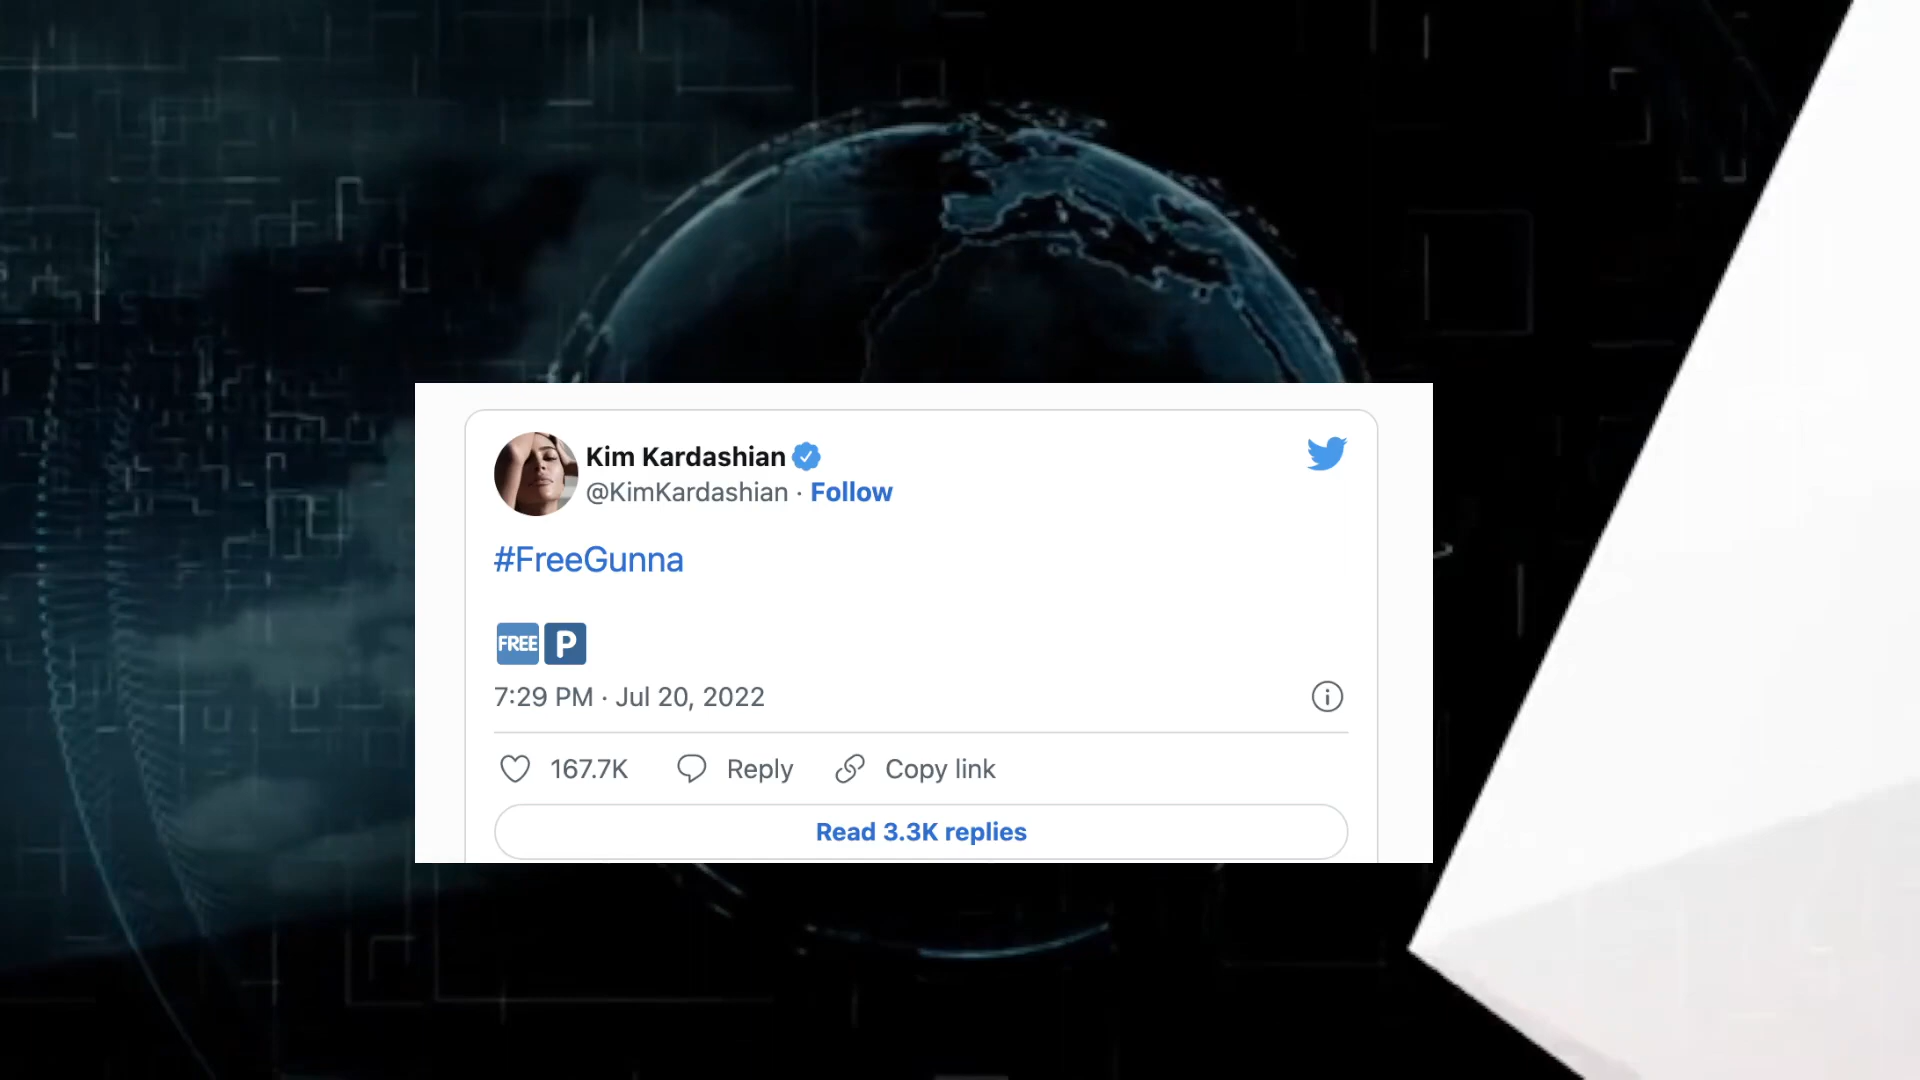 Kim Kardashian
@KimKardashian · Follow
#FreeGunna
FREE P
7:29 PM · Jul 20, 2022
167.7K Reply Copy link
Read 3.3K replies